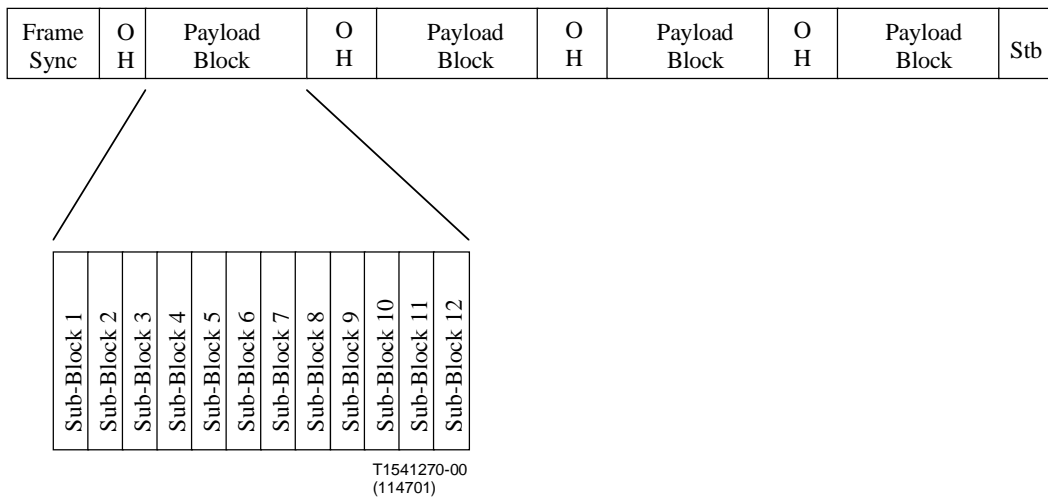 Frame Sync
O H
Payload Block
O H
Payload Block
O H
Payload Block
O H
Payload Block
Stb
Sub-Block 1
Sub-Block 2
Sub-Block 3
Sub-Block 4
Sub-Block 5
Sub-Block 6
Sub-Block 7
Sub-Block 8
Sub-Block 9
Sub-Block 10
Sub-Block 11
Sub-Block 12
T1541270-00
(114701)